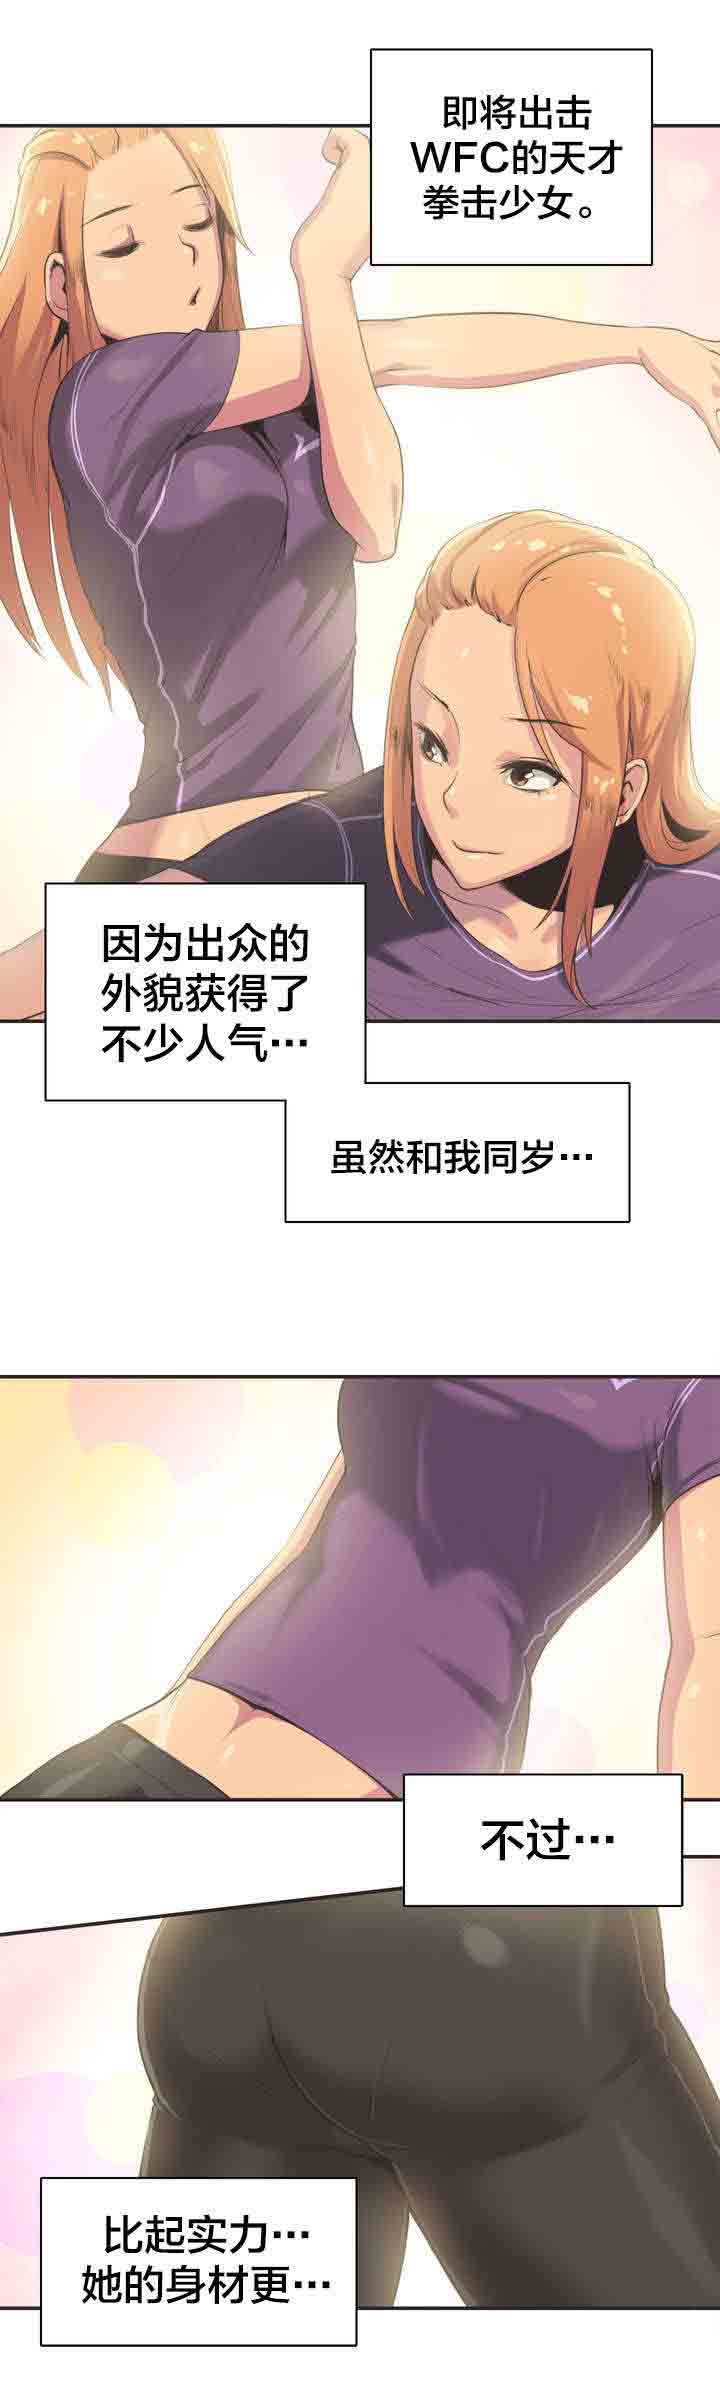 即将出击
WFC的天才
拳击少女。
因为出众的
外貌获得了
不少人气…
虽然和我同岁…
不过…
比起实力…
她的身材更…